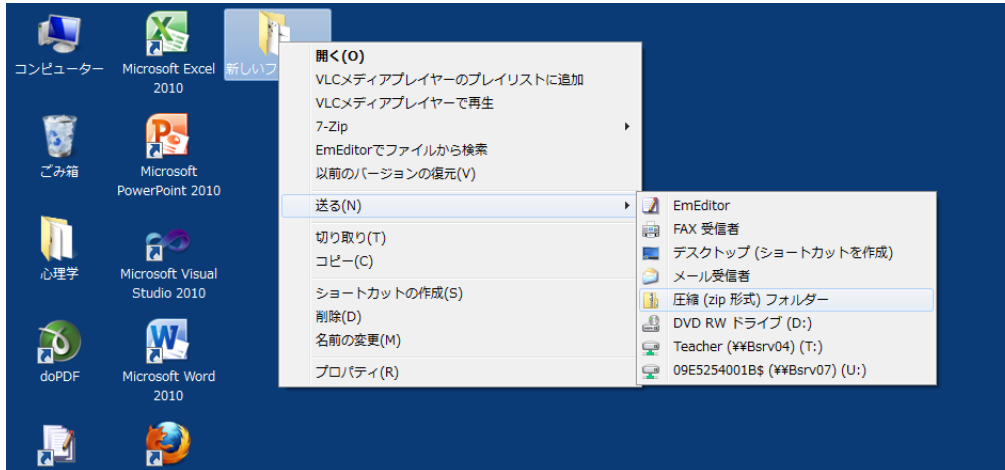 コンピューター
Microsoft Excel
2010
新しいフ
ごみ箱
Microsoft
PowerPoint 2010
心理学
Microsoft Visual
Studio 2010
doPDF
Microsoft Word
2010
開く(O)
VLCメディアプレイヤーのプレイリストに追加
VLCメディアプレイヤーで再生
7-Zip
EmEditorでファイルから検索
以前のバージョンの復元(V)
送る(N)
切り取り(T)
コピー(C)
ショートカットの作成(S)
削除(D)
名前の変更(M)
プロパティ(R)
EmEditor
FAX 受信者
デスクトップ (ショートカットを作成)
メール受信者
圧縮 (zip 形式) フォルダー
DVD RW ドライブ (D:)
Teacher (¥¥Bsrv04) (T:)
09E5254001B$ (¥¥Bsrv07) (U:)